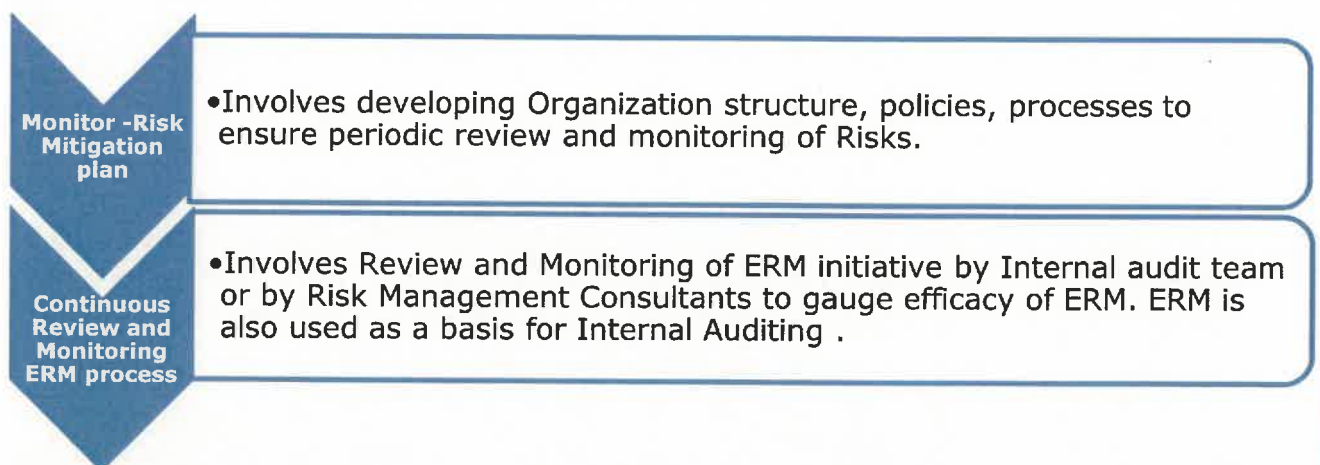 Monitor -Risk
Mitigation
plan
•Involves developing Organization structure, policies, processes to
ensure periodic review and monitoring of Risks.
Continuous
Review and
Monitoring
ERM process
•Involves Review and Monitoring of ERM initiative by Internal audit team
or by Risk Management Consultants to gauge efficacy of ERM. ERM is
also used as a basis for Internal Auditing .